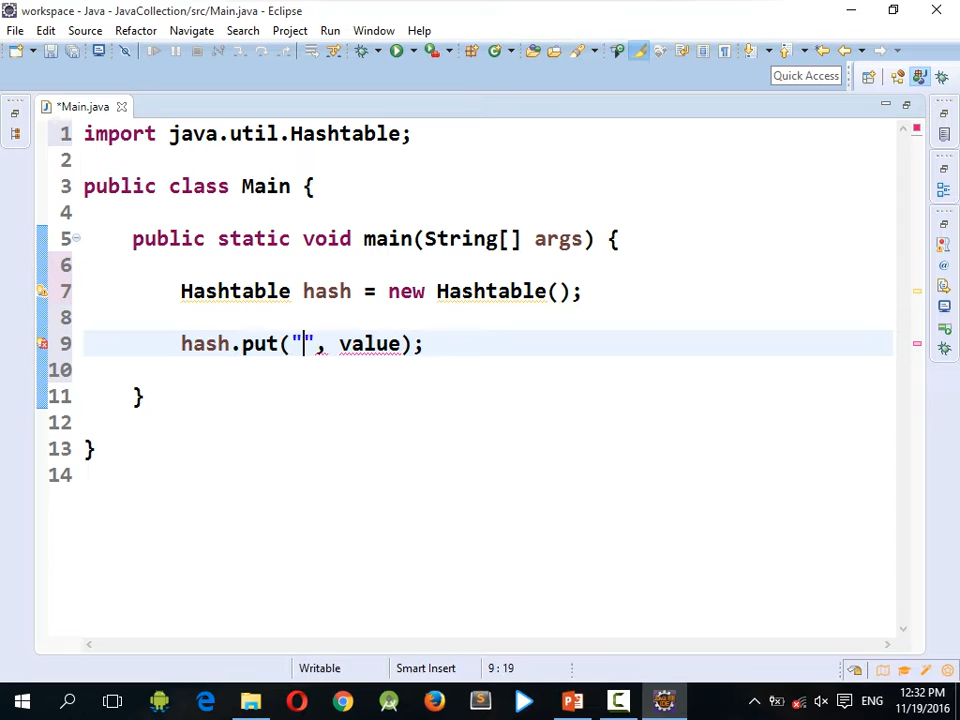 workspace - Java - JavaCollection/src/Main.java - Eclipse
File Edit Source Refactor Navigate Search Project Run Window Help
Quick Access
*Main.java
1 import java.util.Hashtable;
2
3 public class Main {
4
5 public static void main(String[] args) {
6
7 Hashtable hash = new Hashtable();
8
9 hash.put("", value);
10
11 }
12
13 }
14
Writable Smart Insert 9 : 19
12:32 PM
ENG
11/19/2016